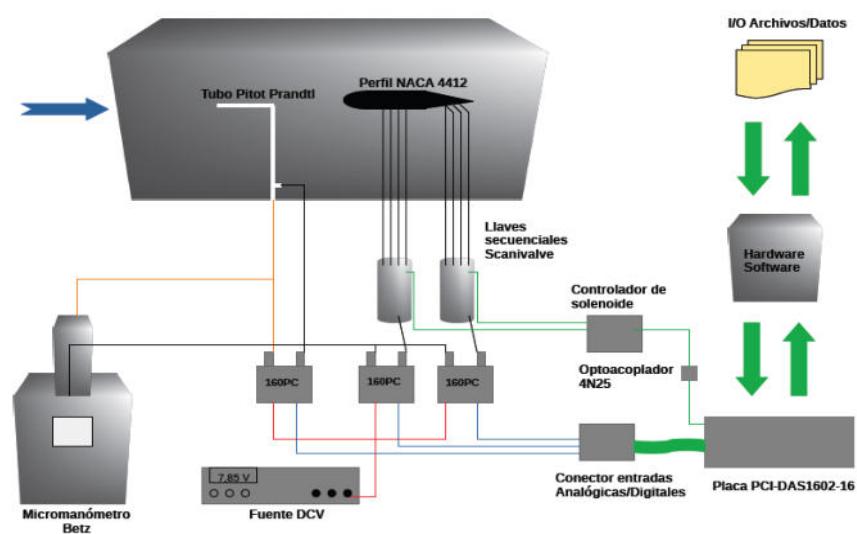 I/O Archivos/Datos
Perfil NACA 4412
Tubo Pitot Prandtl
Llaves
secuenciales
Scanivalve
Hardware
Software
Controlador de
solenoide
Optoacoplador
4N25
160PC
160PC
160PC
7,85 V
Conector entradas
Analógicas/Digitales
Placa PCI-DAS1602-16
Fuente DCV
Micromanómetro
Betz